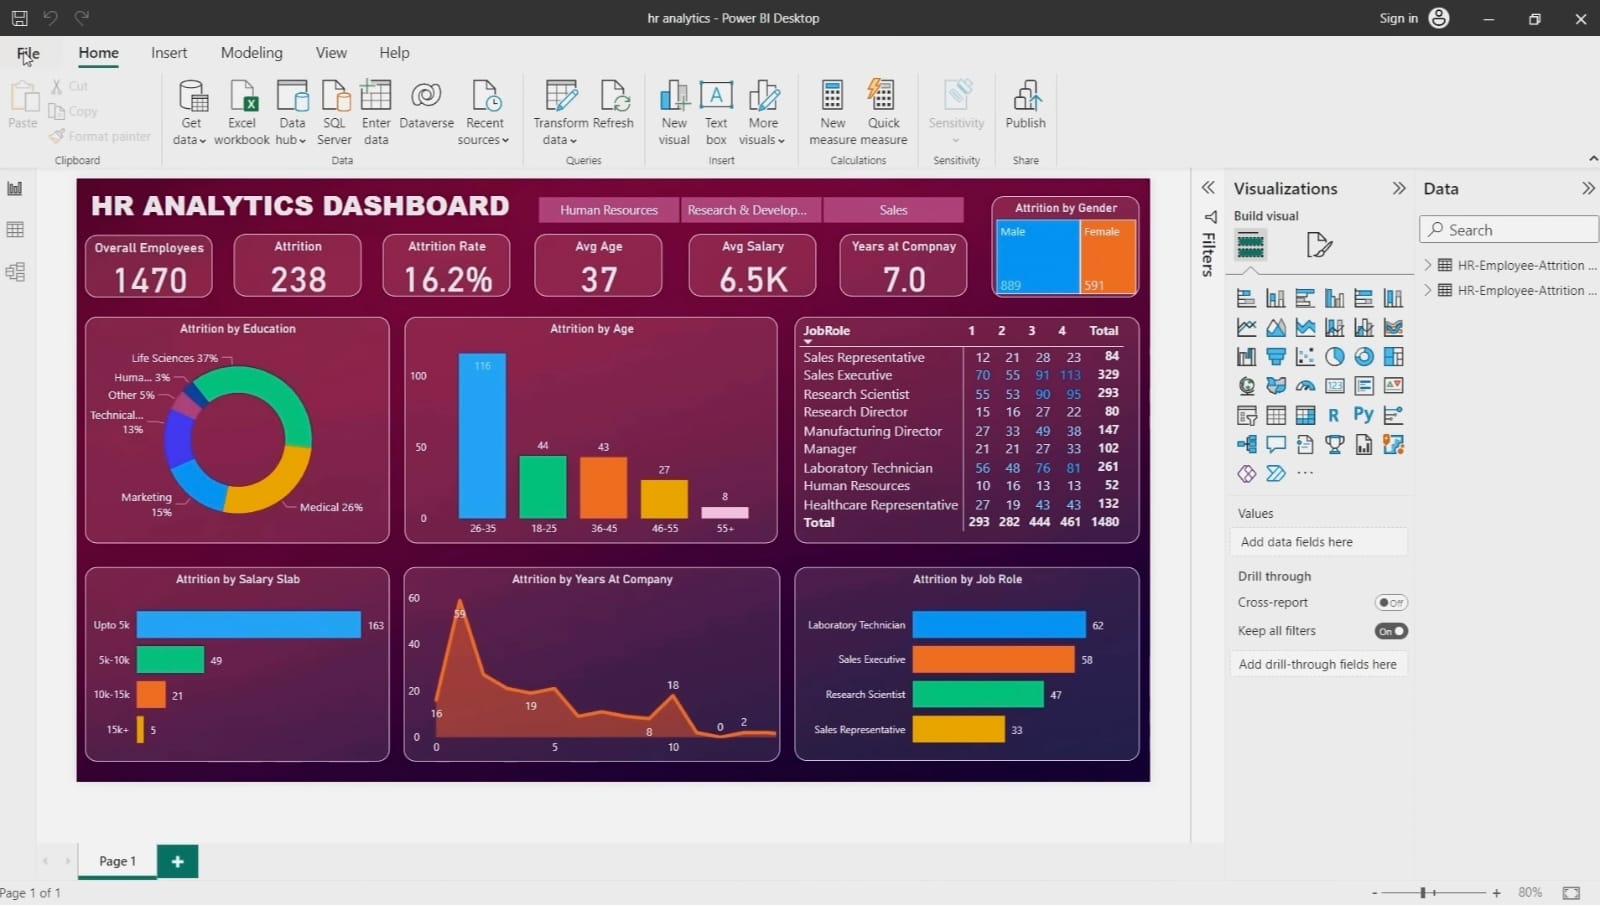 hr analytics - Power BI Desktop
Sign in
File Home Insert Modeling View Help
Paste
Cut
Copy
Format painter
Clipboard
Get data
Excel workbook
Data hub
SQL Server
Enter data
Dataverse
Recent sources
Data
Transform data
Refresh
Queries
New visual
Text box
More visuals
Insert
New measure
Quick measure
Calculations
Sensitivity
Sensitivity
Publish
Share
HR ANALYTICS DASHBOARD
Human Resources
Research & Develop...
Sales
Overall Employees
1470
Attrition
238
Attrition Rate
16.2%
Avg Age
37
Avg Salary
6.5K
Years at Compnay
7.0
Attrition by Gender
Male
889
Female
591
Attrition by Education
Life Sciences 37%
Huma... 3%
Other 5%
Technical...
13%
Marketing
15%
Medical 26%
Attrition by Age
100
50
0
116
44
43
27
8
26-35 18-25 36-45 46-55 55+
JobRole 1 2 3 4 Total
Sales Representative 12 21 28 23 84
Sales Executive 70 55 91 113 329
Research Scientist 55 53 90 95 293
Research Director 15 16 27 22 80
Manufacturing Director 27 33 49 38 147
Manager 21 21 27 33 102
Laboratory Technician 56 48 76 81 261
Human Resources 10 16 13 13 52
Healthcare Representative 27 19 43 43 132
Total 293 282 444 461 1480
Attrition by Salary Slab
Upto 5k 163
5k-10k 49
10k-15k 21
15k+ 5
Attrition by Years At Company
60
40
20
0
16
59
19
8
18
0
2
0 5 10
Attrition by Job Role
Laboratory Technician 62
Sales Executive 58
Research Scientist 47
Sales Representative 33
Filters
Visualizations
Build visual
123
R
Py
...
Values
Add data fields here
Drill through
Cross-report Off
Keep all filters On
Add drill-through fields here
Data
Search
HR-Employee-Attrition ...
HR-Employee-Attrition ...
Page 1
+
Page 1 of 1
- + 80%